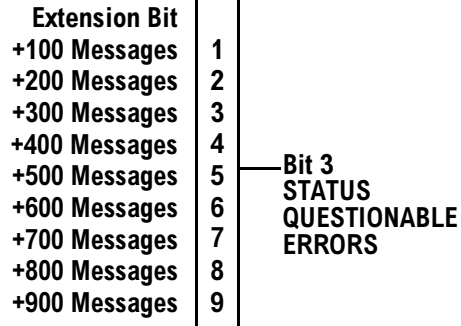 Extension Bit
+100 Messages 1
+200 Messages 2
+300 Messages 3
+400 Messages 4
+500 Messages 5
+600 Messages 6
+700 Messages 7
+800 Messages 8
+900 Messages 9
Bit 3
STATUS
QUESTIONABLE
ERRORS